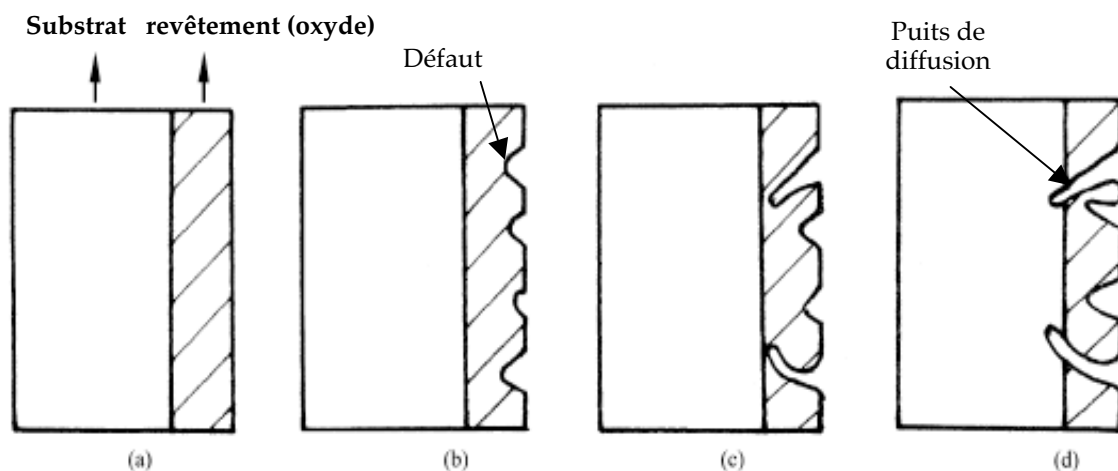 Substrat revêtement (oxyde)
Défaut
Puits de
diffusion
(a)
(b)
(c)
(d)